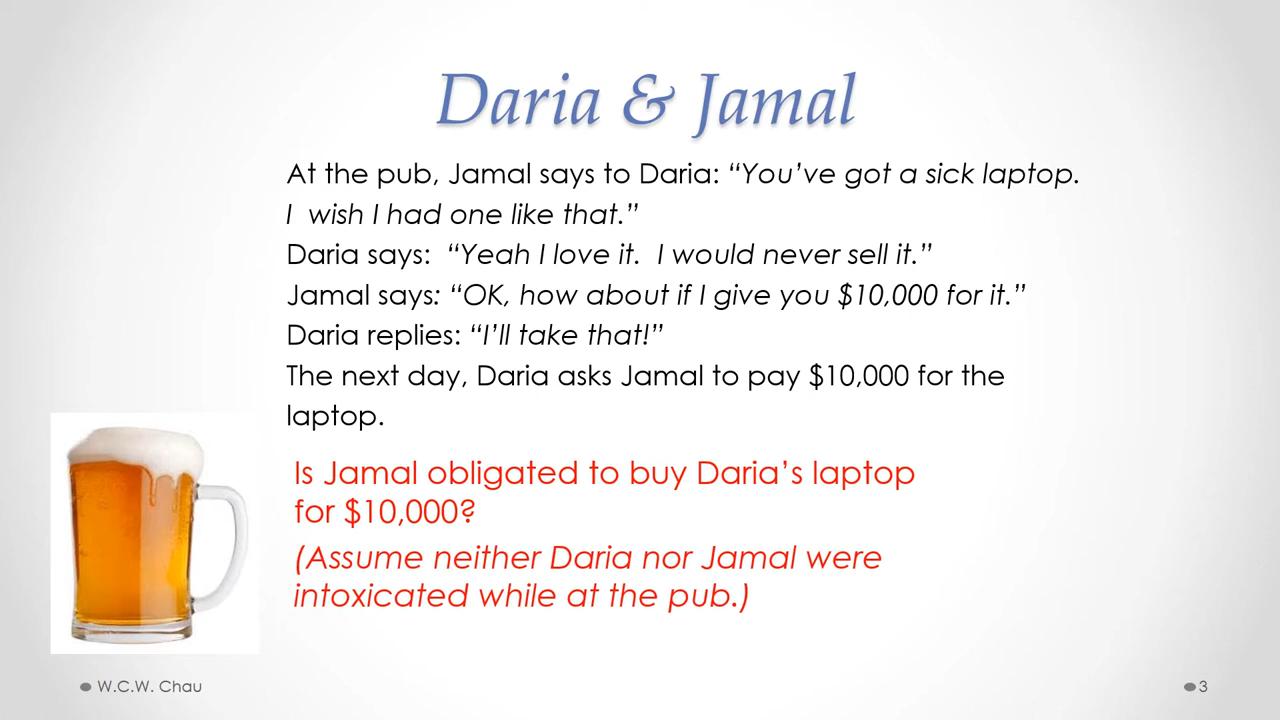 Daria & Jamal
At the pub, Jamal says to Daria: “You’ve got a sick laptop.
I  wish I had one like that.”
Daria says:  “Yeah I love it.  I would never sell it.”
Jamal says: “OK, how about if I give you $10,000 for it.”
Daria replies: “I’ll take that!”
The next day, Daria asks Jamal to pay $10,000 for the
laptop.
Is Jamal obligated to buy Daria’s laptop
for $10,000?
(Assume neither Daria nor Jamal were
intoxicated while at the pub.)
W.C.W. Chau
3